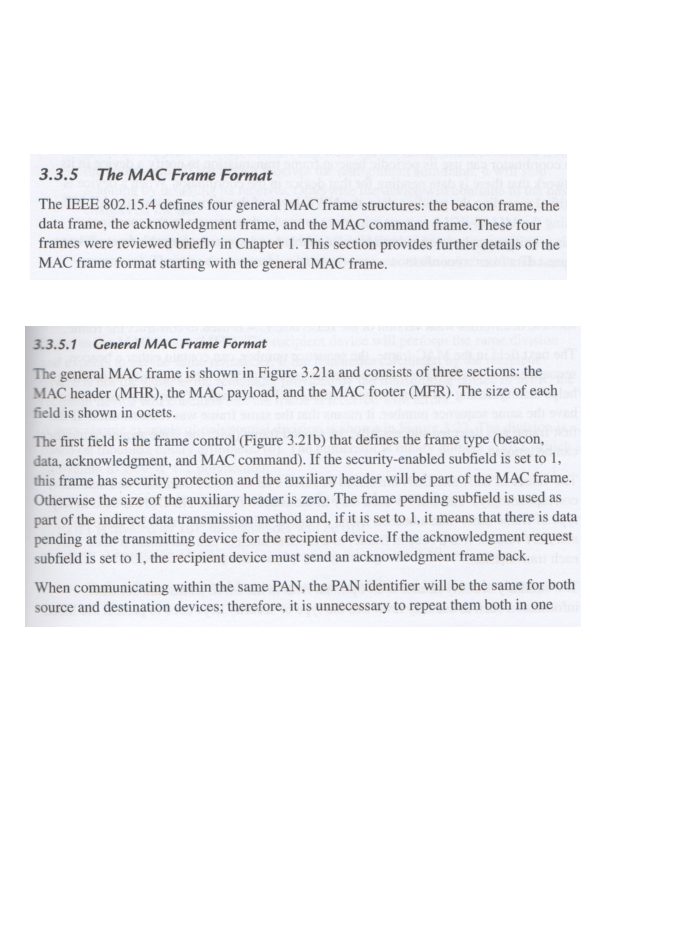 3.3.5 The MAC Frame Format
The IEEE 802.15.4 defines four general MAC frame structures: the beacon frame, the
data frame, the acknowledgment frame, and the MAC command frame. These four
frames were reviewed briefly in Chapter 1. This section provides further details of the
MAC frame format starting with the general MAC frame.
3.3.5.1 General MAC Frame Format
The general MAC frame is shown in Figure 3.21a and consists of three sections: the
MAC header (MHR), the MAC payload, and the MAC footer (MFR). The size of each
field is shown in octets.
The first field is the frame control (Figure 3.21b) that defines the frame type (beacon,
data, acknowledgment, and MAC command). If the security-enabled subfield is set to 1,
this frame has security protection and the auxiliary header will be part of the MAC frame.
Otherwise the size of the auxiliary header is zero. The frame pending subfield is used as
part of the indirect data transmission method and, if it is set to 1, it means that there is data
pending at the transmitting device for the recipient device. If the acknowledgment request
subfield is set to 1, the recipient device must send an acknowledgment frame back.
When communicating within the same PAN, the PAN identifier will be the same for both
source and destination devices; therefore, it is unnecessary to repeat them both in one